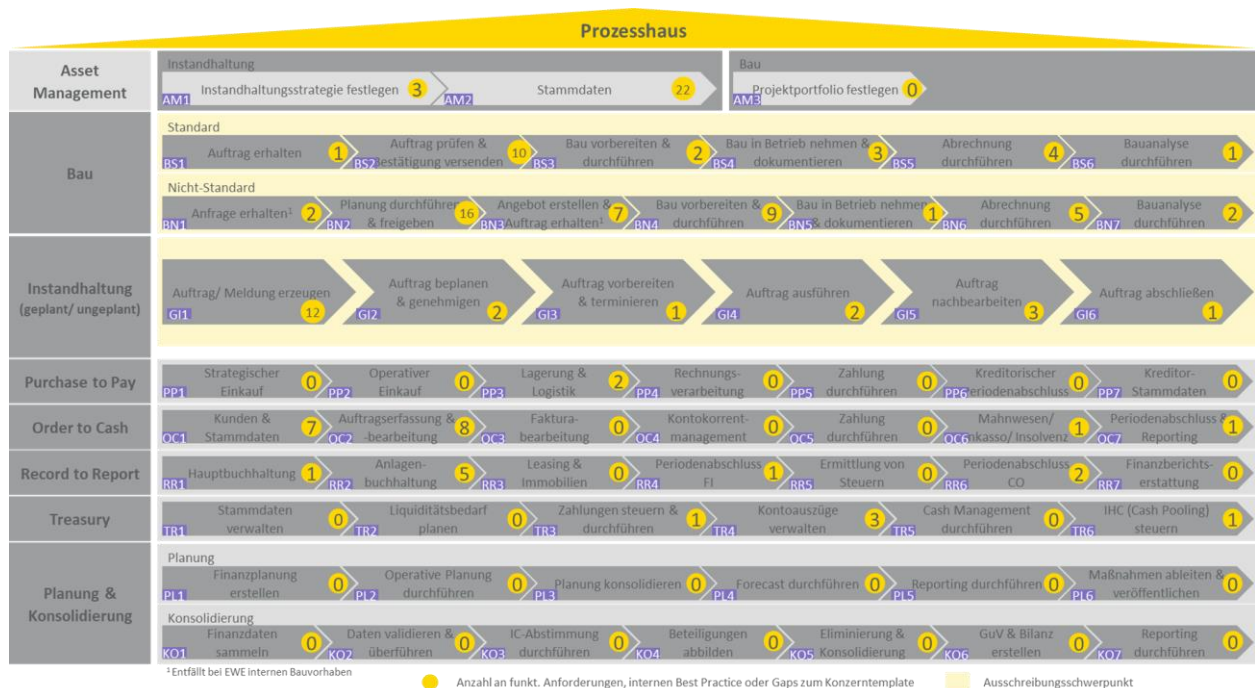 Prozesshaus
Asset
Management
Instandhaltung
AM1
Instandhaltungsstrategie festlegen
3
AM2
Stammdaten
22
Bau
AM3
Projektportfolio festlegen
0
Bau
Standard
BS1
Auftrag erhalten
1
BS2
Auftrag prüfen &
Bestätigung versenden
10
BS3
Bau vorbereiten &
durchführen
2
BS4
Bau in Betrieb nehmen &
dokumentieren
3
BS5
Abrechnung
durchführen
4
BS6
Bauanalyse
durchführen
1
Nicht-Standard
BN1
Anfrage erhalten¹
2
BN2
Planung durchführen
& freigeben
16
BN3
Angebot erstellen &
Auftrag erhalten¹
7
BN4
Bau vorbereiten &
durchführen
9
BN5
Bau in Betrieb nehmen
& dokumentieren
1
BN6
Abrechnung
durchführen
5
BN7
Bauanalyse
durchführen
2
Instandhaltung
(geplant/ ungeplant)
GI1
Auftrag/ Meldung erzeugen
12
GI2
Auftrag beplanen
& genehmigen
2
GI3
Auftrag vorbereiten
& terminieren
1
GI4
Auftrag ausführen
2
GI5
Auftrag
nachbearbeiten
3
GI6
Auftrag abschließen
1
Purchase to Pay
PP1
Strategischer
Einkauf
0
PP2
Operativer
Einkauf
0
PP3
Lagerung &
Logistik
2
PP4
Rechnungs-
verarbeitung
0
PP5
Zahlung
durchführen
0
PP6
Kreditorischer
Periodenabschluss
0
PP7
Kreditor-
Stammdaten
0
Order to Cash
OC1
Kunden &
Stammdaten
7
OC2
Auftragserfassung &
-bearbeitung
8
OC3
Faktura-
bearbeitung
0
OC4
Kontokorrent-
management
0
OC5
Zahlung
durchführen
0
OC6
Mahnwesen/
nkasso/ Insolvenz
1
OC7
Periodenabschluss &
Reporting
1
Record to Report
RR1
Hauptbuchhaltung
1
RR2
Anlagen-
buchhaltung
5
RR3
Leasing &
Immobilien
0
RR4
Periodenabschluss
FI
1
RR5
Ermittlung von
Steuern
0
RR6
Periodenabschluss
CO
2
RR7
Finanzberichts-
erstattung
0
Treasury
TR1
Stammdaten
verwalten
0
TR2
Liquiditätsbedarf
planen
0
TR3
Zahlungen steuern &
durchführen
1
TR4
Kontoauszüge
verwalten
3
TR5
Cash Management
durchführen
0
TR6
IHC (Cash Pooling)
steuern
1
Planung &
Konsolidierung
Planung
PL1
Finanzplanung
erstellen
0
PL2
Operative Planung
durchführen
0
PL3
Planung konsolidieren
0
PL4
Forecast durchführen
0
PL5
Reporting durchführen
0
PL6
Maßnahmen ableiten &
veröffentlichen
0
Konsolidierung
KO1
Finanzdaten
sammeln
0
KO2
Daten validieren &
überführen
0
KO3
IC-Abstimmung
durchführen
0
KO4
Beteiligungen
abbilden
0
KO5
Eliminierung &
Konsolidierung
0
KO6
GuV & Bilanz
erstellen
0
KO7
Reporting
durchführen
0
¹ Entfällt bei EWE internen Bauvorhaben
Anzahl an funkt. Anforderungen, internen Best Practice oder Gaps zum Konzerntemplate
Ausschreibungsschwerpunkt